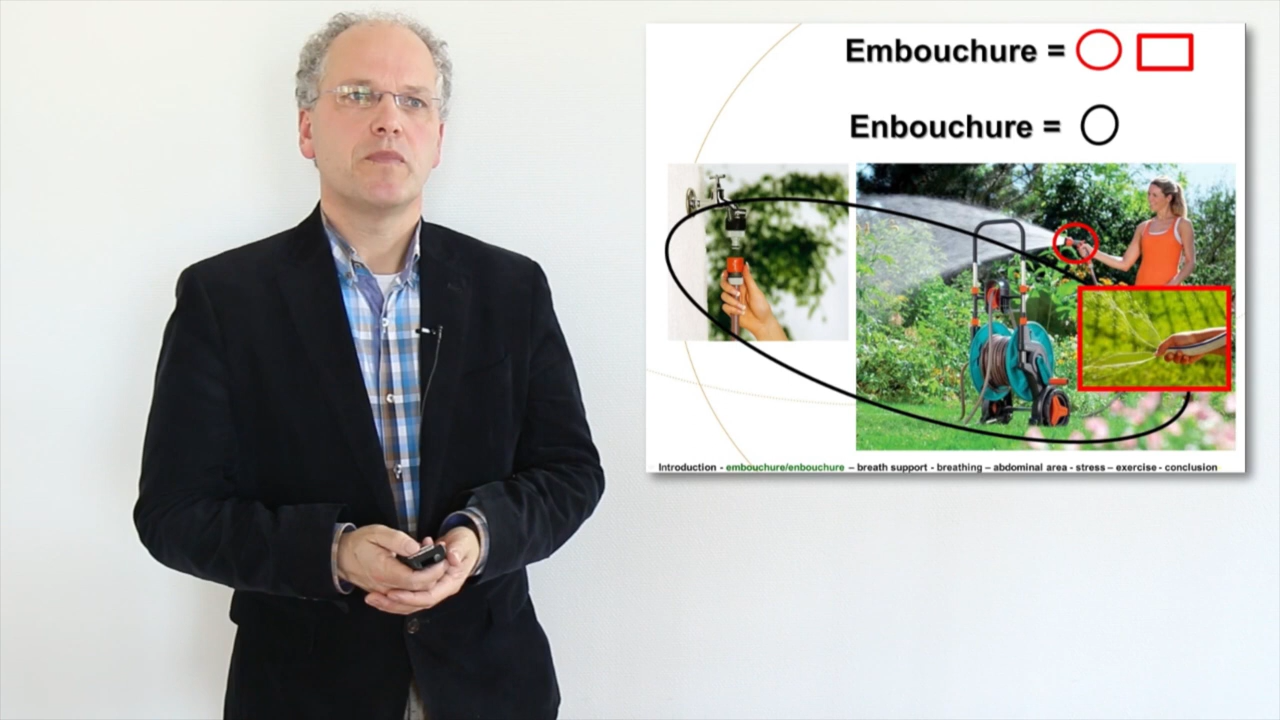 Embouchure =
Enbouchure =
Introduction - embouchure/enbouchure – breath support - breathing – abdominal area - stress – exercise - conclusion